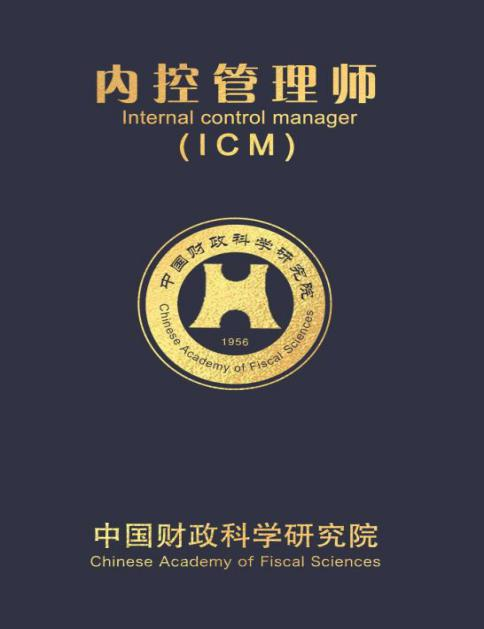 内控管理师
Internal control manager
(ICM)
中国财政科学研究院
1956
Chinese Academy of Fiscal Sciences
中国财政科学研究院
Chinese Academy of Fiscal Sciences